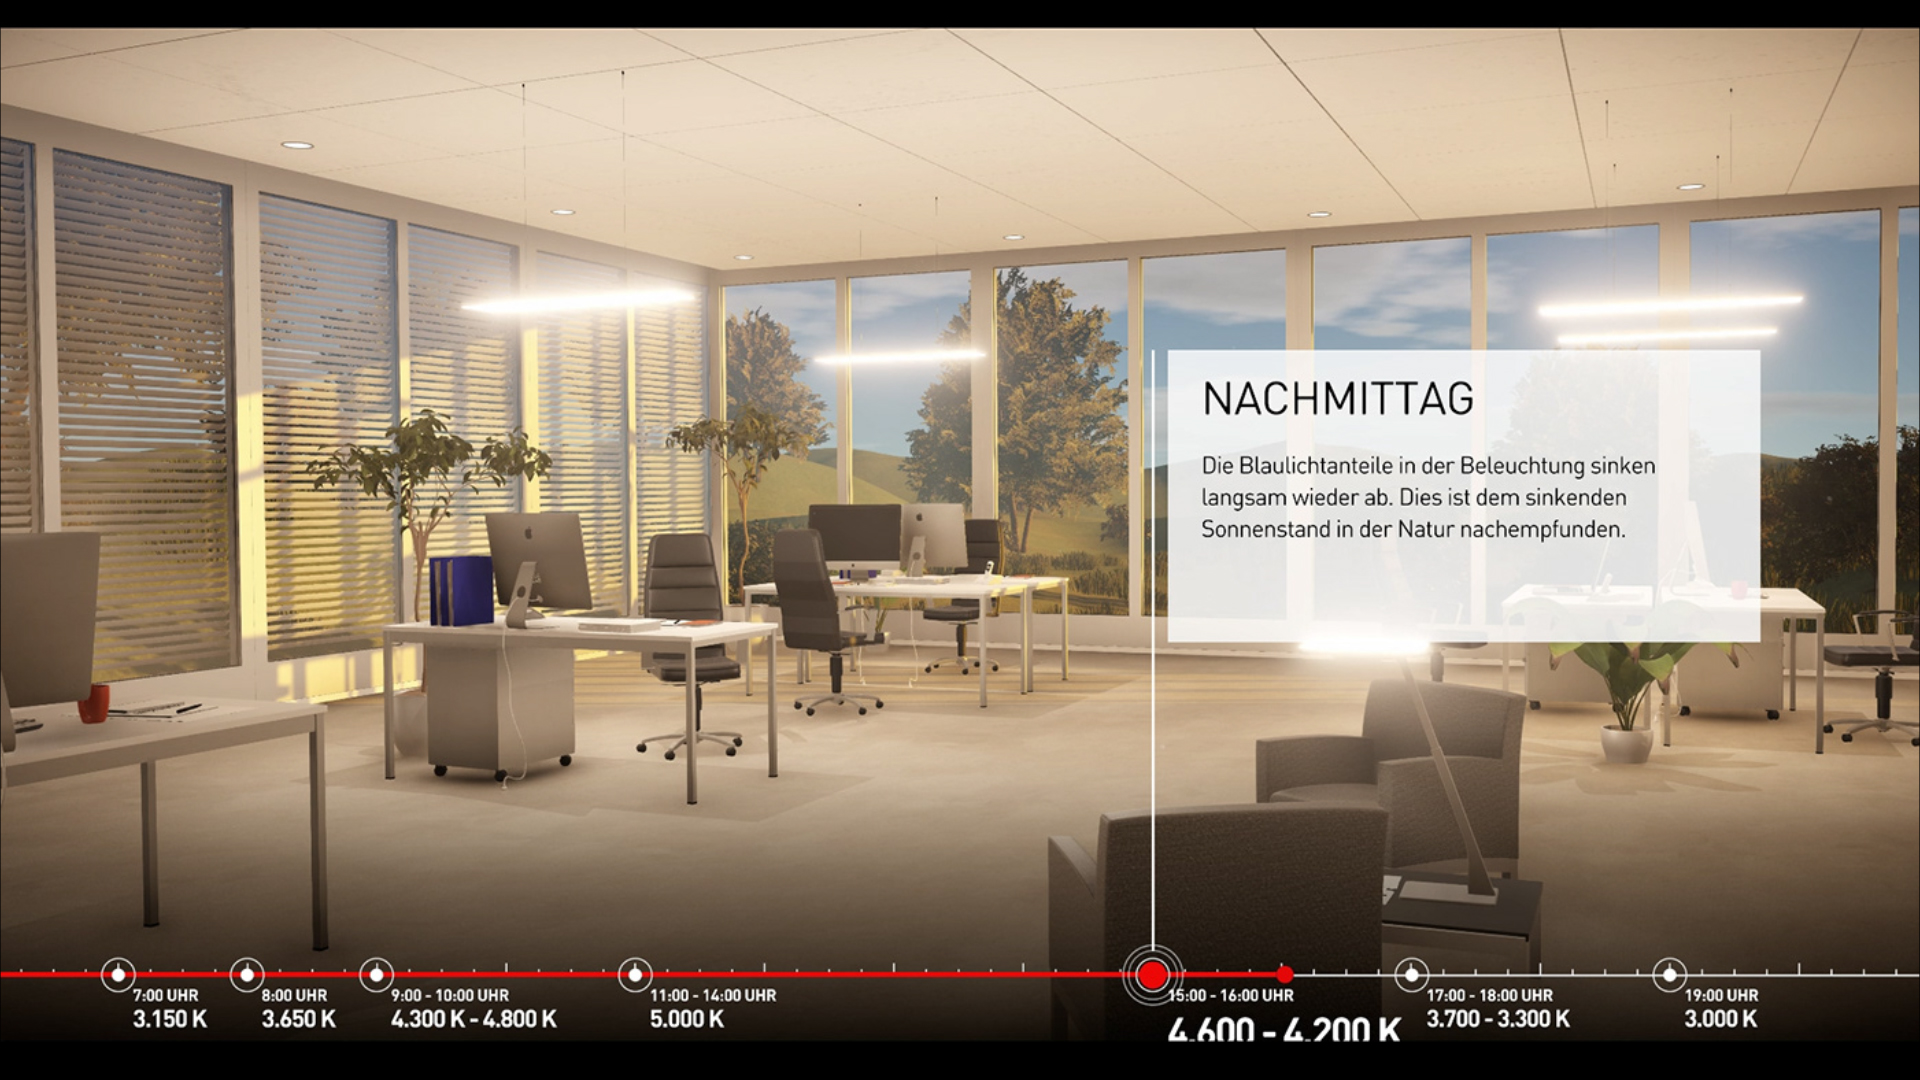 NACHMITTAG
Die Blaulichtanteile in der Beleuchtung sinken
langsam wieder ab. Dies ist dem sinkenden
Sonnenstand in der Natur nachempfunden.
7:00 UHR
3.150 K
8:00 UHR
3.650 K
9:00 - 10:00 UHR
4.300 K - 4.800 K
11:00 - 14:00 UHR
5.000 K
15:00 - 16:00 UHR
4.600 - 4.200 K
17:00 - 18:00 UHR
3.700 - 3.300 K
19:00 UHR
3.000 K